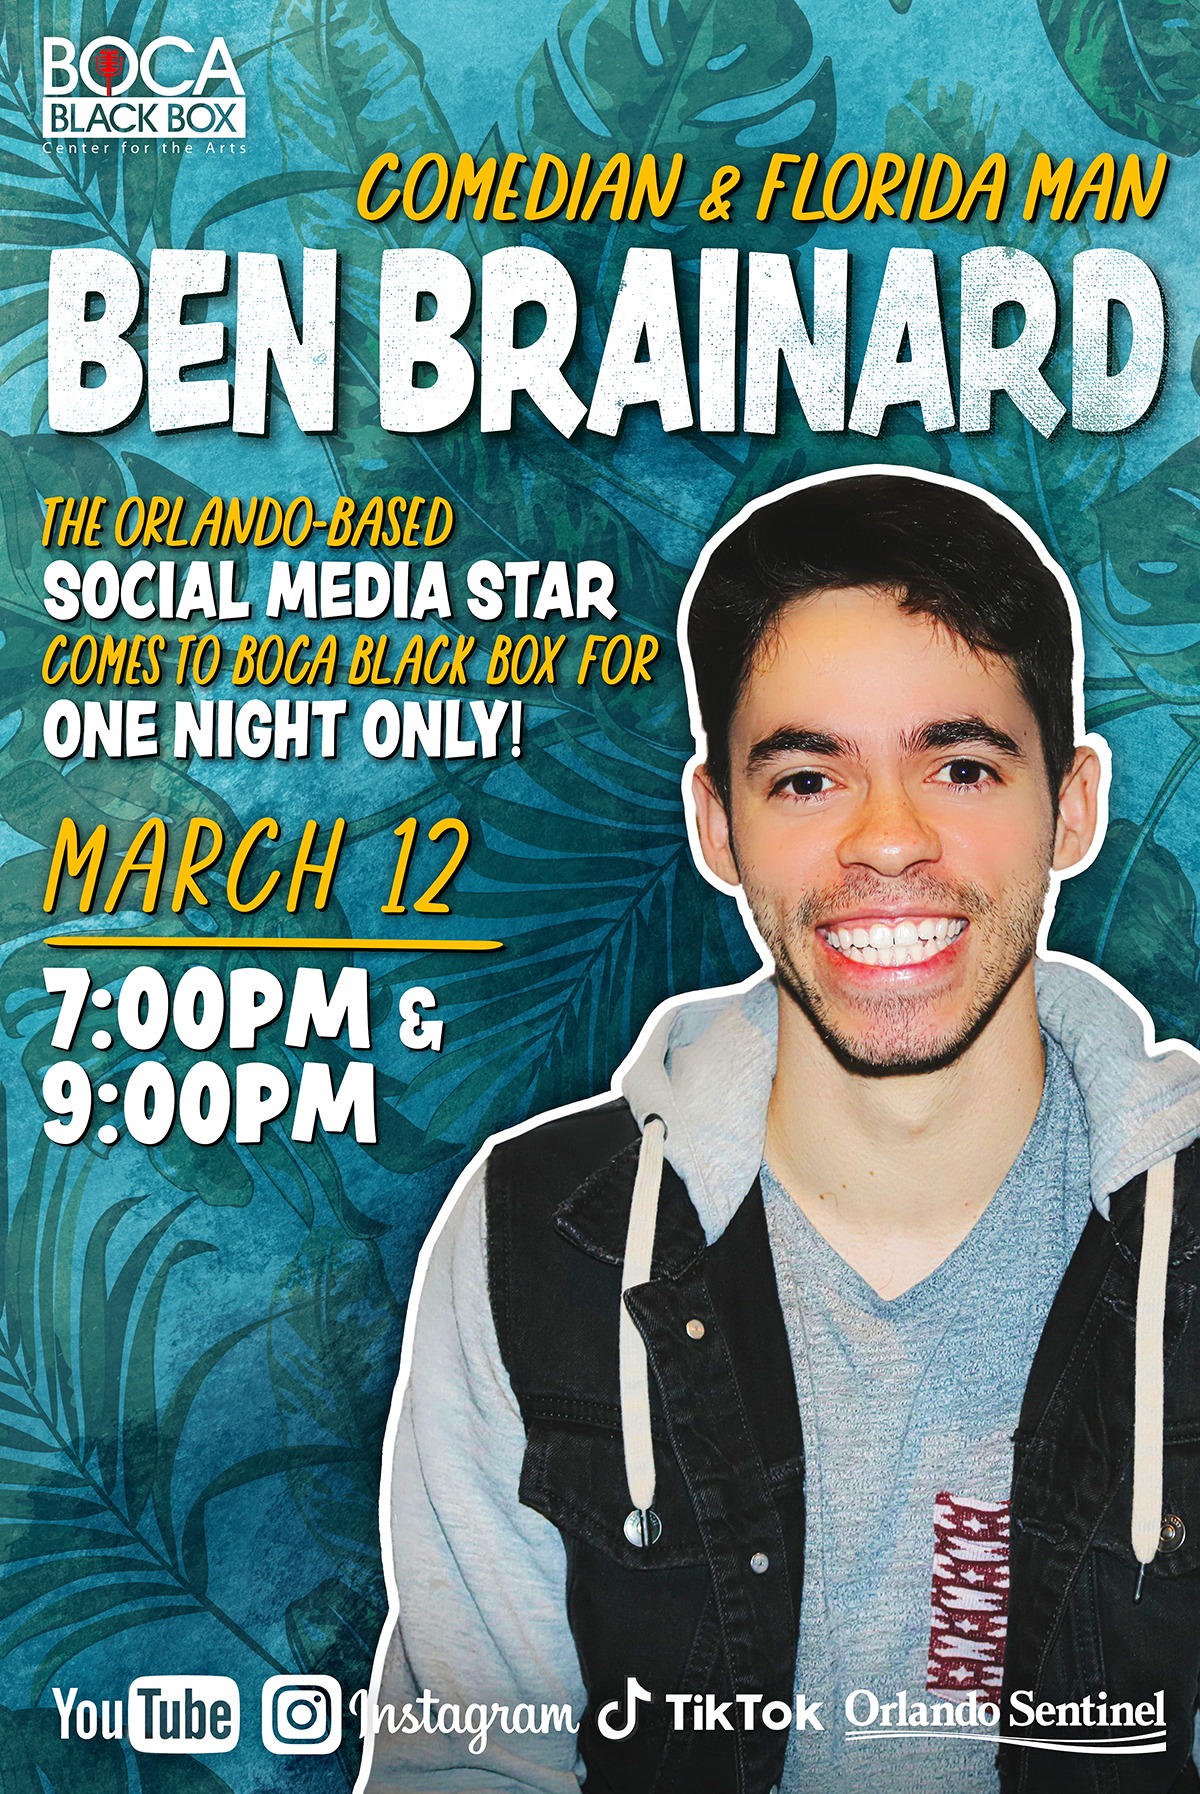 BOCA
BLACK BOX
Center for the Arts
COMEDIAN & FLORIDA MAN
BEN BRAINARD
THE ORLANDO-BASED
SOCIAL MEDIA STAR
COMES TO BOCA BLACK BOX FOR
ONE NIGHT ONLY!
MARCH 12
7:00PM &
9:00PM
YouTube Instagram TikTok Orlando Sentinel